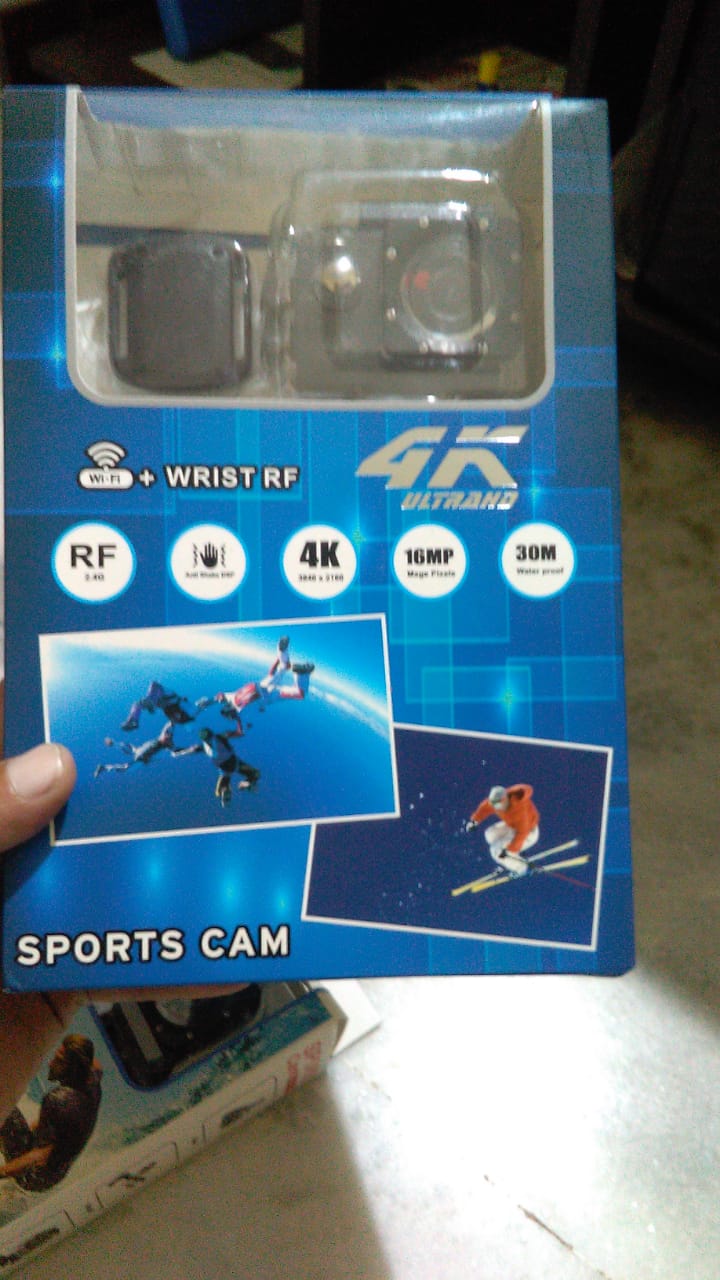 Wi-Fi + WRIST RF
4K
ULTRAHD
RF
2.4G
4K
3840 x 2160
16MP
Mega Pixels
30M
Water proof
SPORTS CAM